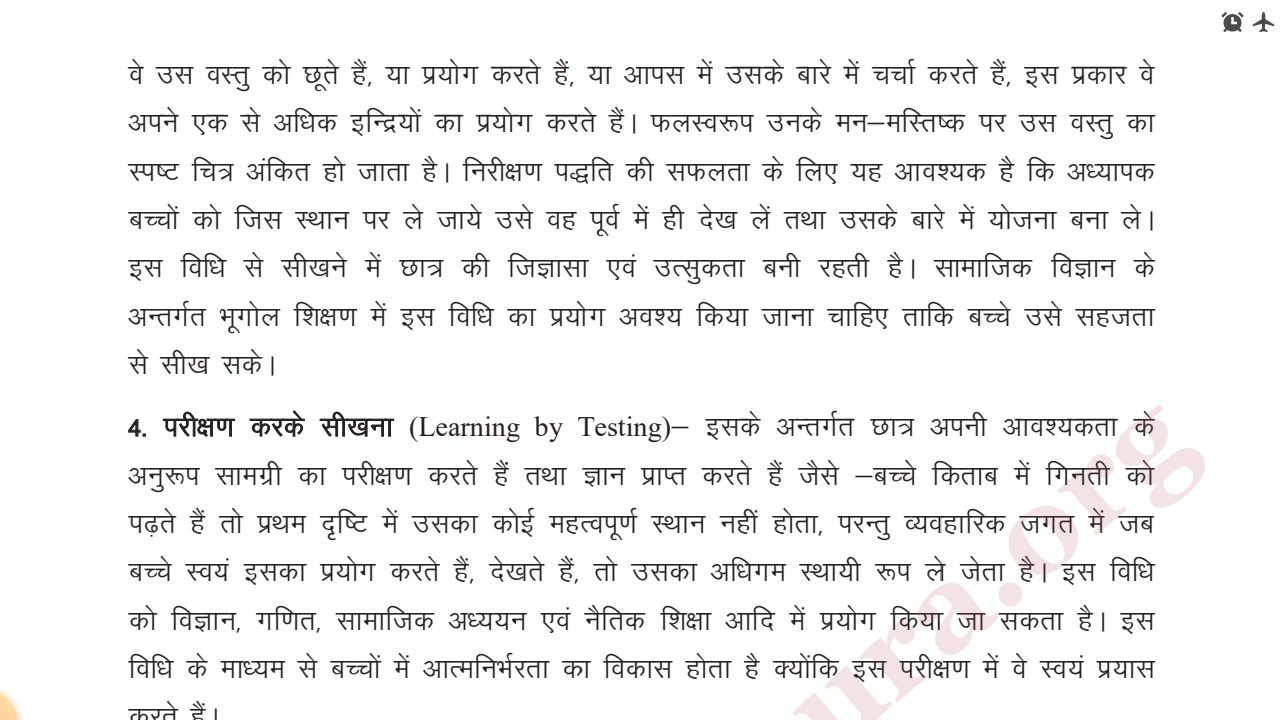 वे उस वस्तु को छूते हैं, या प्रयोग करते हैं, या आपस में उसके बारे में चर्चा करते हैं, इस प्रकार वे
अपने एक से अधिक इन्द्रियों का प्रयोग करते हैं। फलस्वरूप उनके मन–मस्तिष्क पर उस वस्तु का
स्पष्ट चित्र अंकित हो जाता है। निरीक्षण पद्धति की सफलता के लिए यह आवश्यक है कि अध्यापक
बच्चों को जिस स्थान पर ले जाये उसे वह पूर्व में ही देख लें तथा उसके बारे में योजना बना ले।
इस विधि से सीखने में छात्र की जिज्ञासा एवं उत्सुकता बनी रहती है। सामाजिक विज्ञान के
अन्तर्गत भूगोल शिक्षण में इस विधि का प्रयोग अवश्य किया जाना चाहिए ताकि बच्चे उसे सहजता
से सीख सके।
4. परीक्षण करके सीखना (Learning by Testing)– इसके अन्तर्गत छात्र अपनी आवश्यकता के
अनुरूप सामग्री का परीक्षण करते हैं तथा ज्ञान प्राप्त करते हैं जैसे –बच्चे किताब में गिनती को
पढ़ते हैं तो प्रथम दृष्टि में उसका कोई महत्वपूर्ण स्थान नहीं होता, परन्तु व्यवहारिक जगत में जब
बच्चे स्वयं इसका प्रयोग करते हैं, देखते हैं, तो उसका अधिगम स्थायी रूप ले जेता है। इस विधि
को विज्ञान, गणित, सामाजिक अध्ययन एवं नैतिक शिक्षा आदि में प्रयोग किया जा सकता है। इस
विधि के माध्यम से बच्चों में आत्मनिर्भरता का विकास होता है क्योंकि इस परीक्षण में वे स्वयं प्रयास
करते हैं।
ura.org